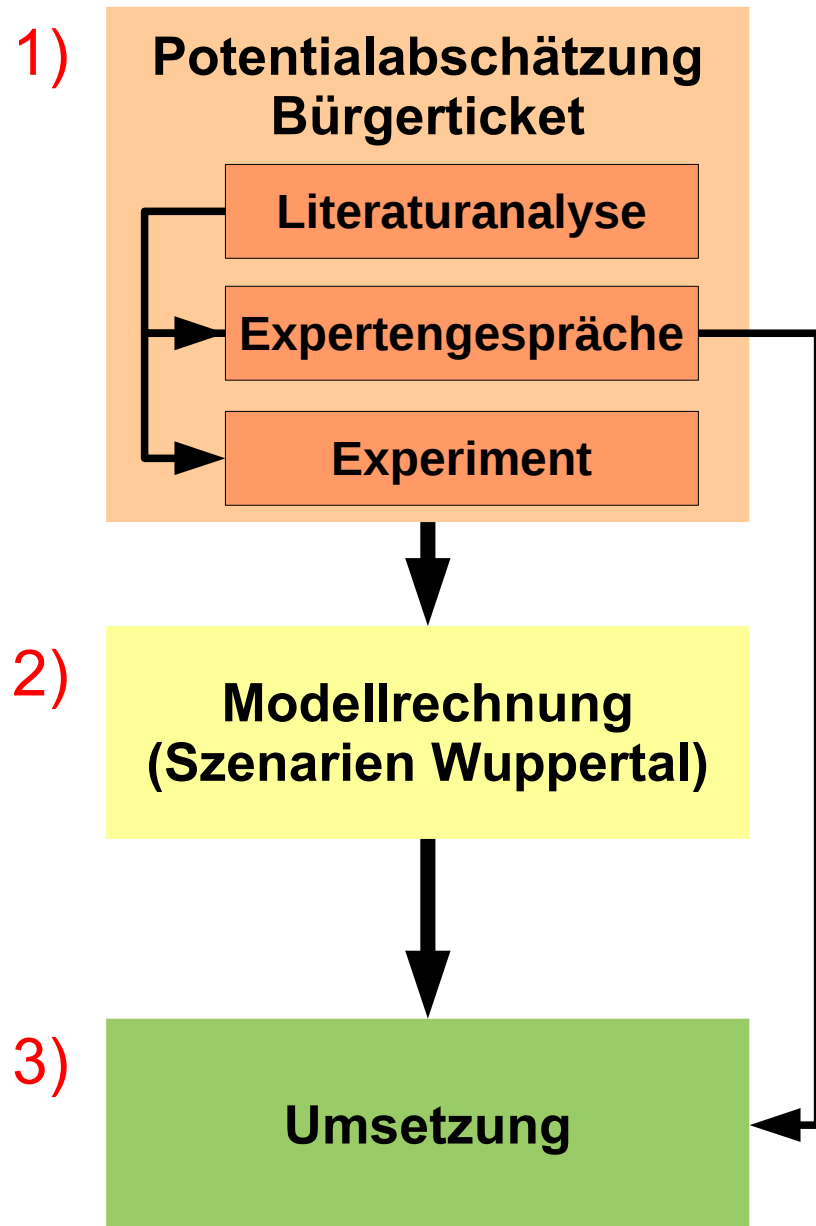 1)
Potentialabschätzung
Bürgerticket
Literaturanalyse
Expertengespräche
Experiment
2)
Modellrechnung
(Szenarien Wuppertal)
3)
Umsetzung